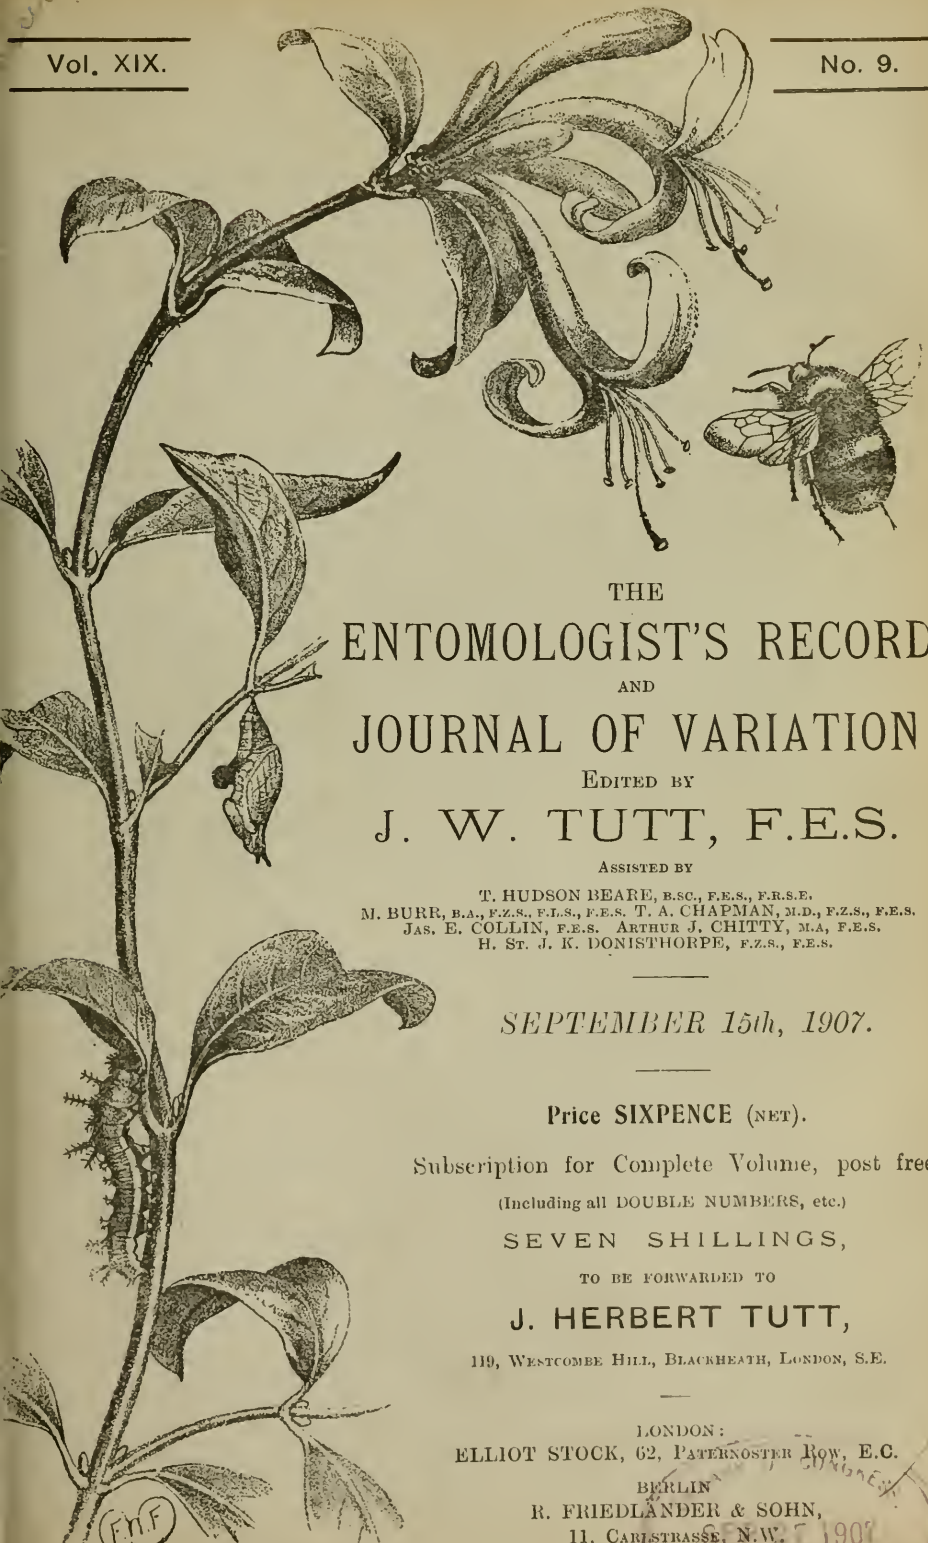 Vol. XIX.
No. 9.
THE
ENTOMOLOGIST'S RECORD
AND
JOURNAL OF VARIATION
EDITED BY
J. W. TUTT, F.E.S.
ASSISTED BY
T. HUDSON BEARE, B.SC., F.E.S., F.R.S.E.
M. BURR, B.A., F.Z.S., F.L.S., F.E.S. T. A. CHAPMAN, M.D., F.Z.S., F.E.S.
JAS. E. COLLIN, F.E.S. ARTHUR J. CHITTY, M.A, F.E.S.
H. ST. J. K. DONISTHORPE, F.Z.S., F.E.S.
SEPTEMBER 15th, 1907.
Price SIXPENCE (NET).
Subscription for Complete Volume, post free
(Including all DOUBLE NUMBERS, etc.)
SEVEN SHILLINGS,
TO BE FORWARDED TO
J. HERBERT TUTT,
119, WESTCOMBE HILL, BLACKHEATH, LONDON, S.E.
LONDON:
ELLIOT STOCK, 62, PATERNOSTER ROW, E.C.
BERLIN
R. FRIEDLÄNDER & SOHN,
11, CARLSTRASSE, N.W.
1907
F.N.F